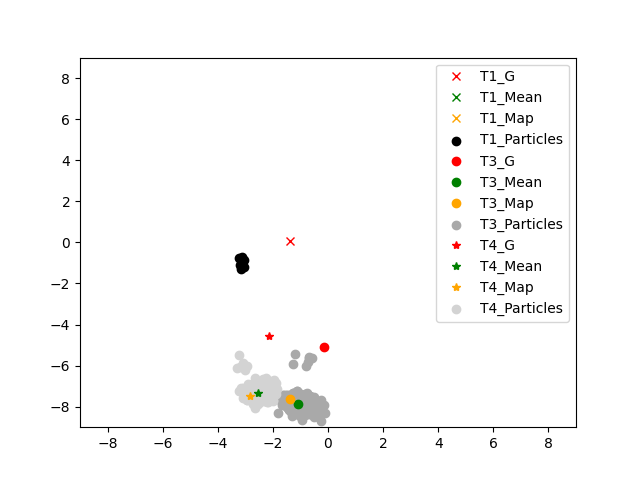 8
6
4
2
0
−2
−4
−6
−8
−8
−6
−4
−2
0
2
4
6
8
T1_G
T1_Mean
T1_Map
T1_Particles
T3_G
T3_Mean
T3_Map
T3_Particles
T4_G
T4_Mean
T4_Map
T4_Particles